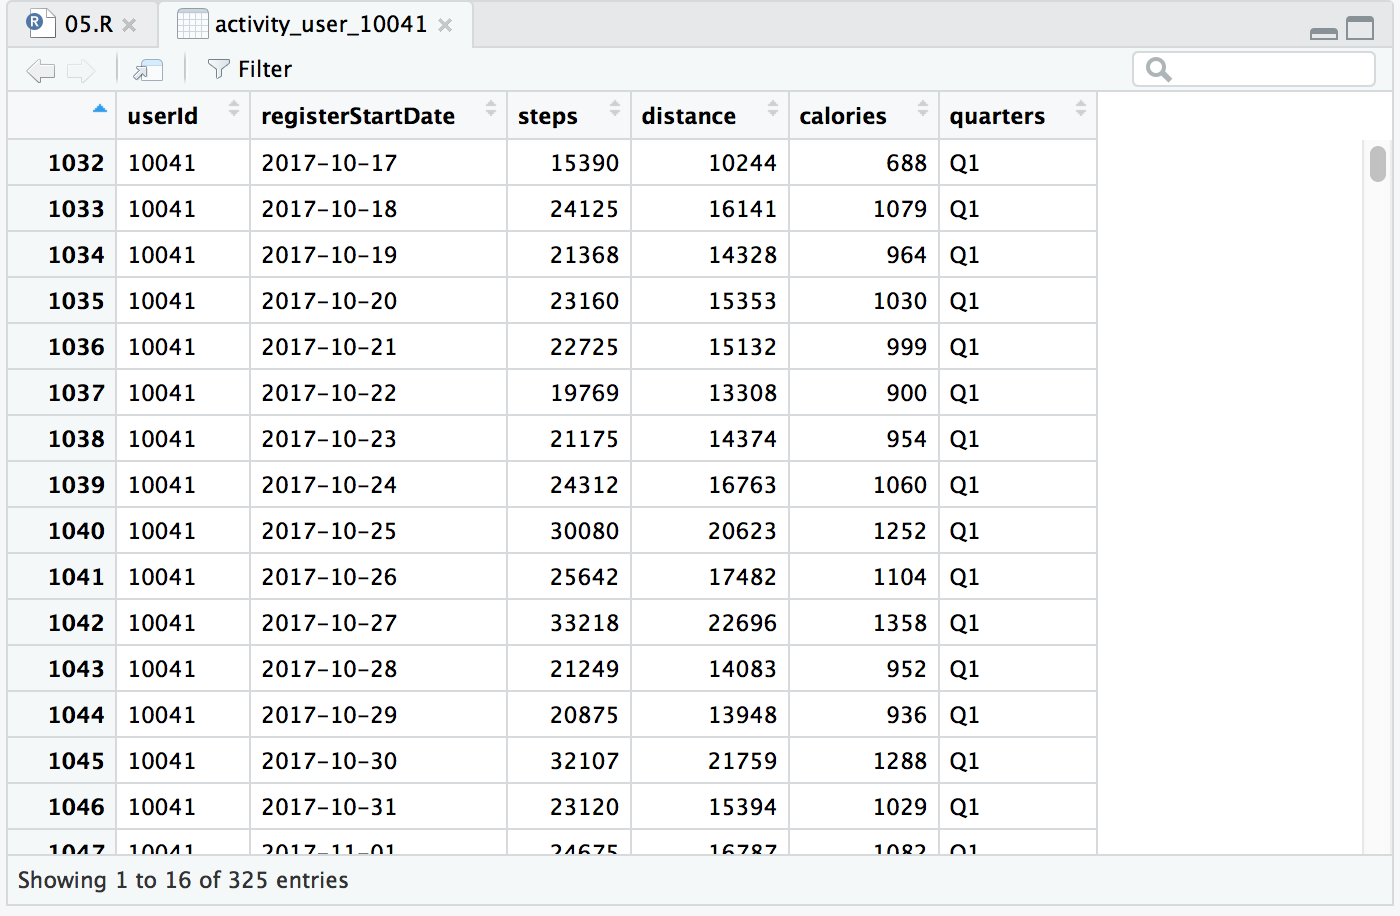 R 05.R activity_user_10041
Filter
userId registerStartDate steps distance calories quarters
1032 10041 2017-10-17 15390 10244 688 Q1
1033 10041 2017-10-18 24125 16141 1079 Q1
1034 10041 2017-10-19 21368 14328 964 Q1
1035 10041 2017-10-20 23160 15353 1030 Q1
1036 10041 2017-10-21 22725 15132 999 Q1
1037 10041 2017-10-22 19769 13308 900 Q1
1038 10041 2017-10-23 21175 14374 954 Q1
1039 10041 2017-10-24 24312 16763 1060 Q1
1040 10041 2017-10-25 30080 20623 1252 Q1
1041 10041 2017-10-26 25642 17482 1104 Q1
1042 10041 2017-10-27 33218 22696 1358 Q1
1043 10041 2017-10-28 21249 14083 952 Q1
1044 10041 2017-10-29 20875 13948 936 Q1
1045 10041 2017-10-30 32107 21759 1288 Q1
1046 10041 2017-10-31 23120 15394 1029 Q1
1047 10041 2017-11-01 24675 16787 1082 Q1
Showing 1 to 16 of 325 entries